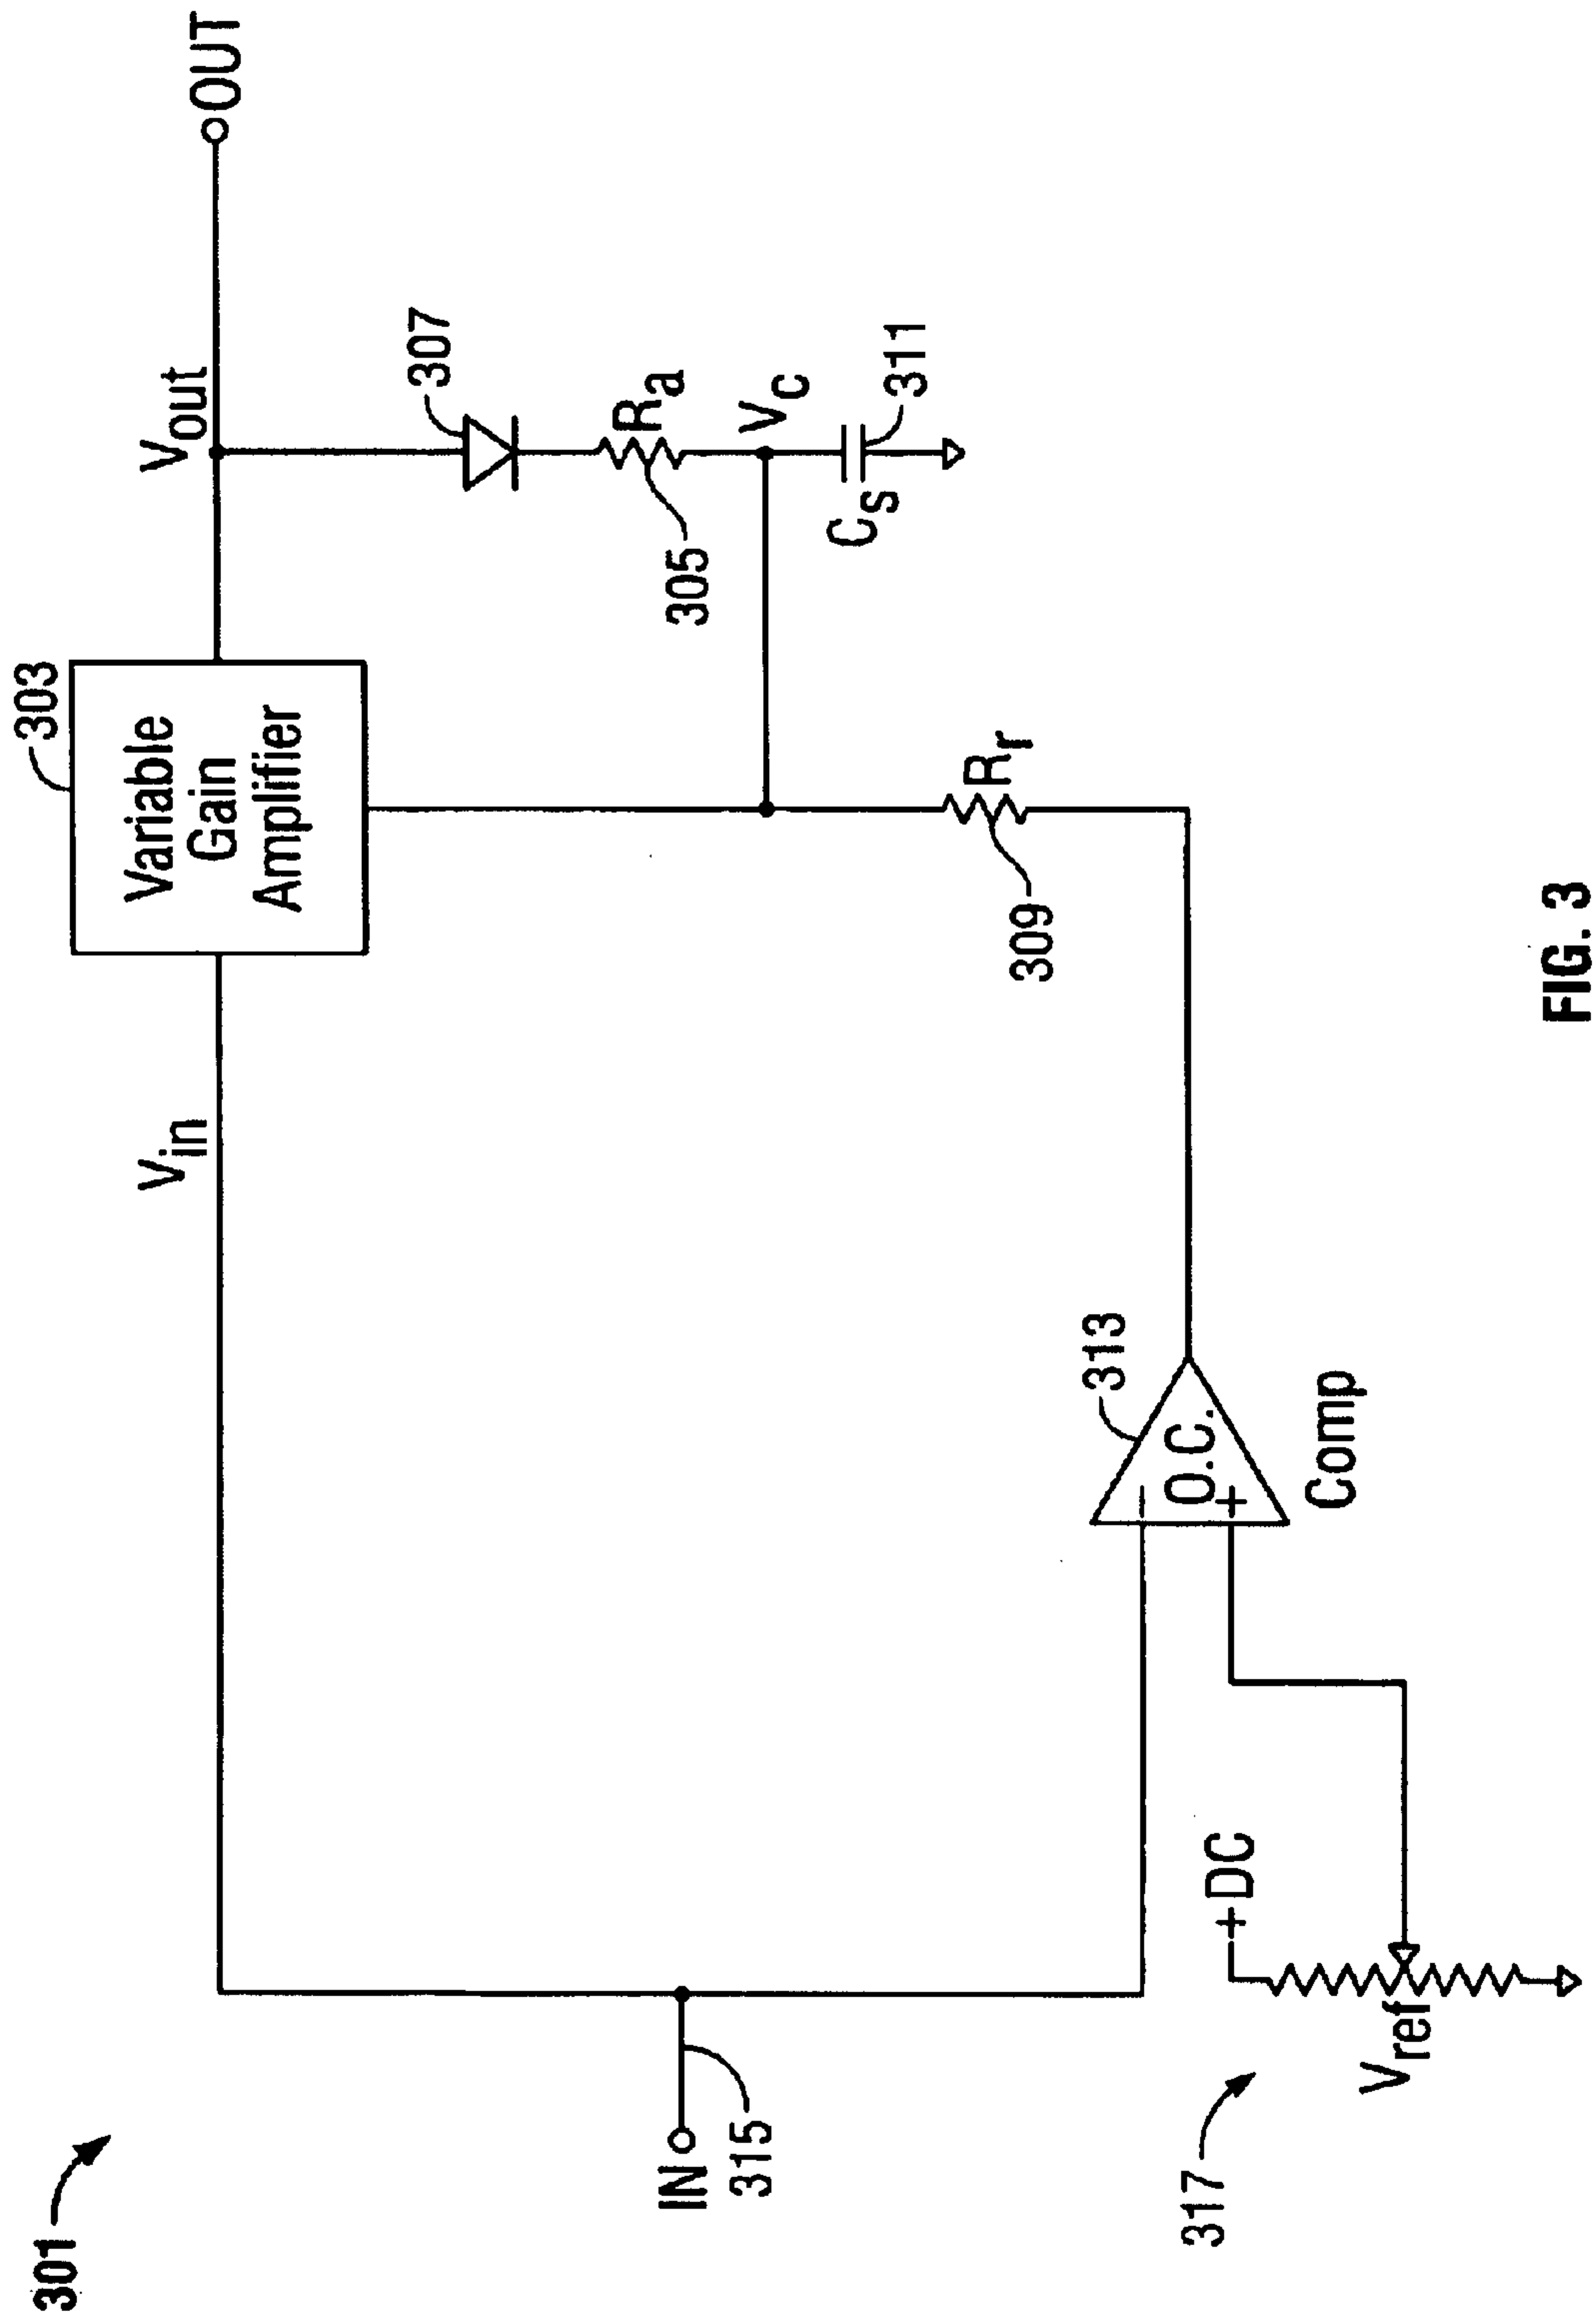 301
303
Variable
Gain
Amplifier
Vin
Vout
OUT
307
Ra
305
Vc
Cs
311
Rr
309
IN
315
313
O.C.
−
+
Comp
+DC
Vref
317
FIG. 3